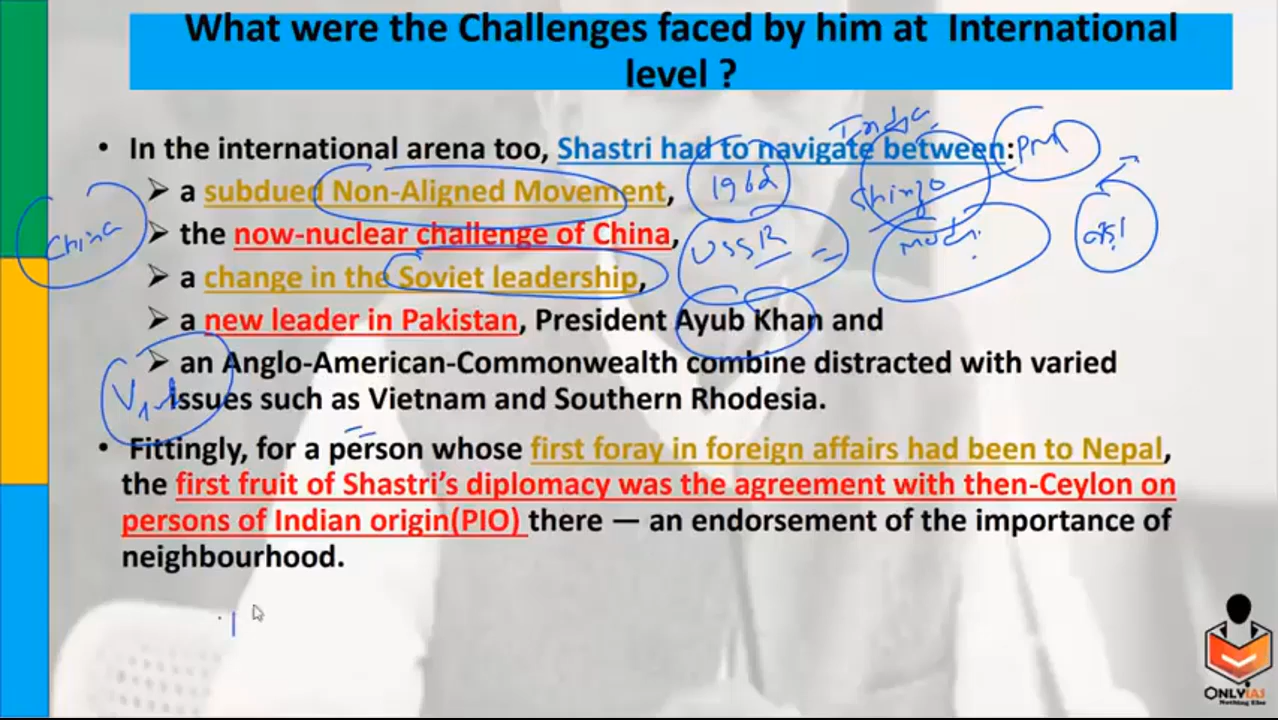 What were the Challenges faced by him at International
level ?
• In the international arena too, Shastri had to navigate between:
➢ a subdued Non-Aligned Movement,
➢ the now-nuclear challenge of China,
➢ a change in the Soviet leadership,
➢ a new leader in Pakistan, President Ayub Khan and
➢ an Anglo-American-Commonwealth combine distracted with varied
issues such as Vietnam and Southern Rhodesia.
• Fittingly, for a person whose first foray in foreign affairs had been to Nepal,
the first fruit of Shastri’s diplomacy was the agreement with then-Ceylon on
persons of Indian origin(PIO) there — an endorsement of the importance of
neighbourhood.
India
PM
1962
Shinzo
China
USSR
Modi
ONLYIAS
Nothing Else